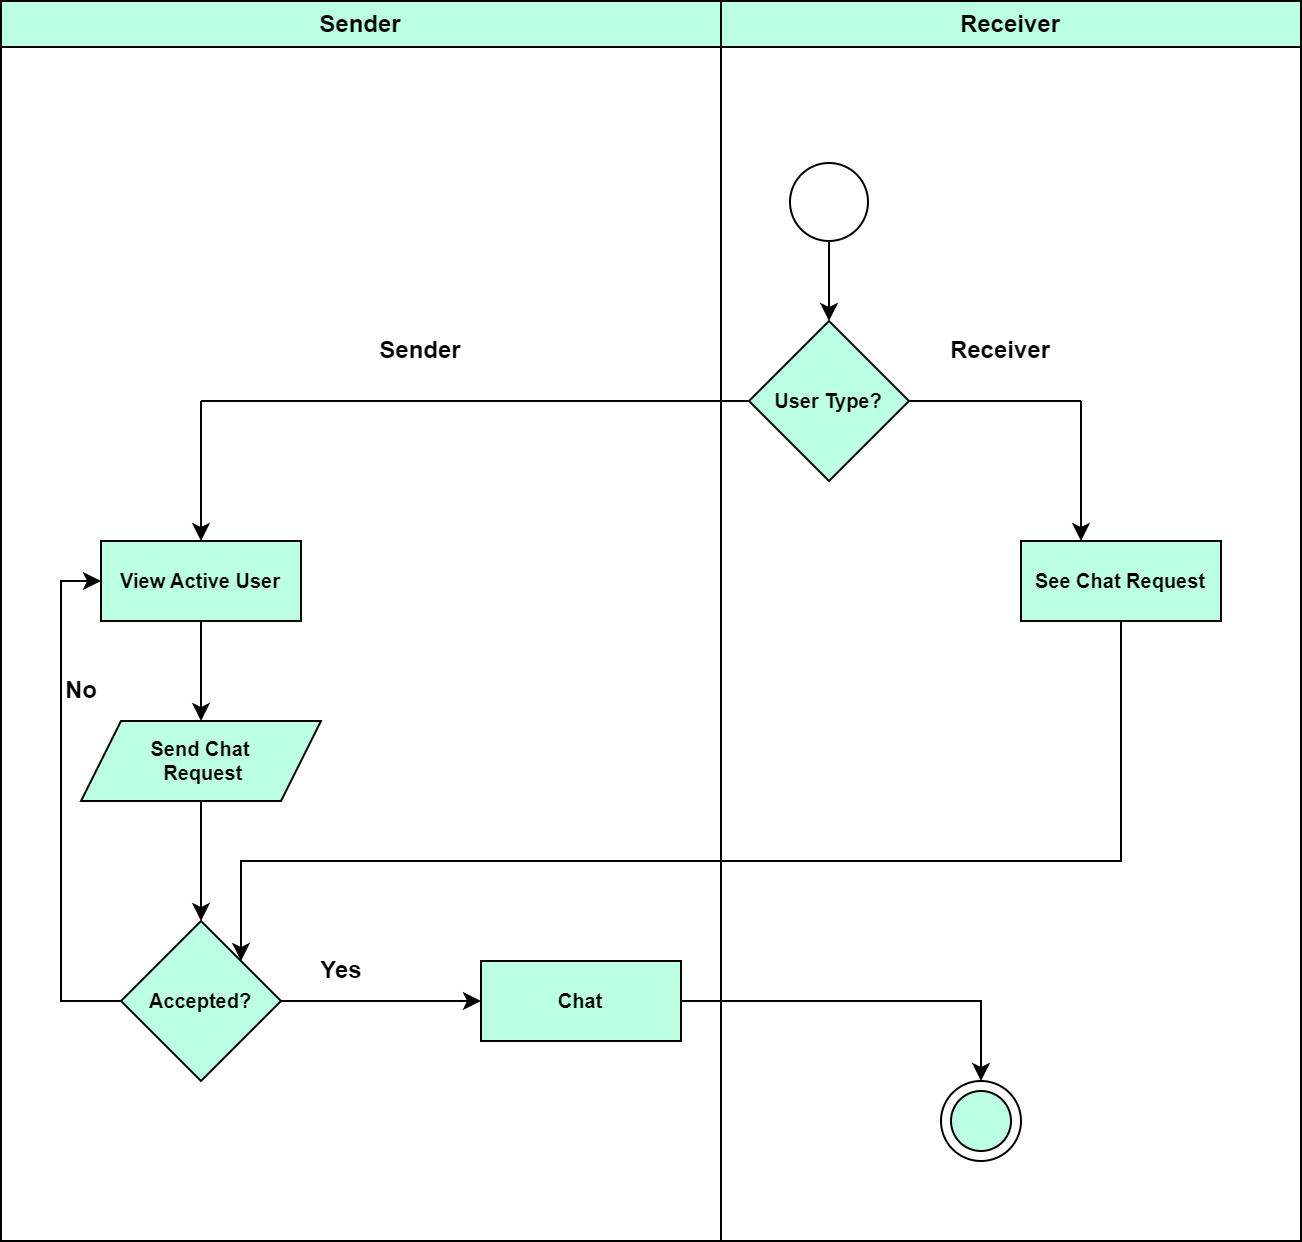 Sender
Receiver
Sender
Receiver
User Type?
View Active User
See Chat Request
No
Send Chat
Request
Yes
Accepted?
Chat